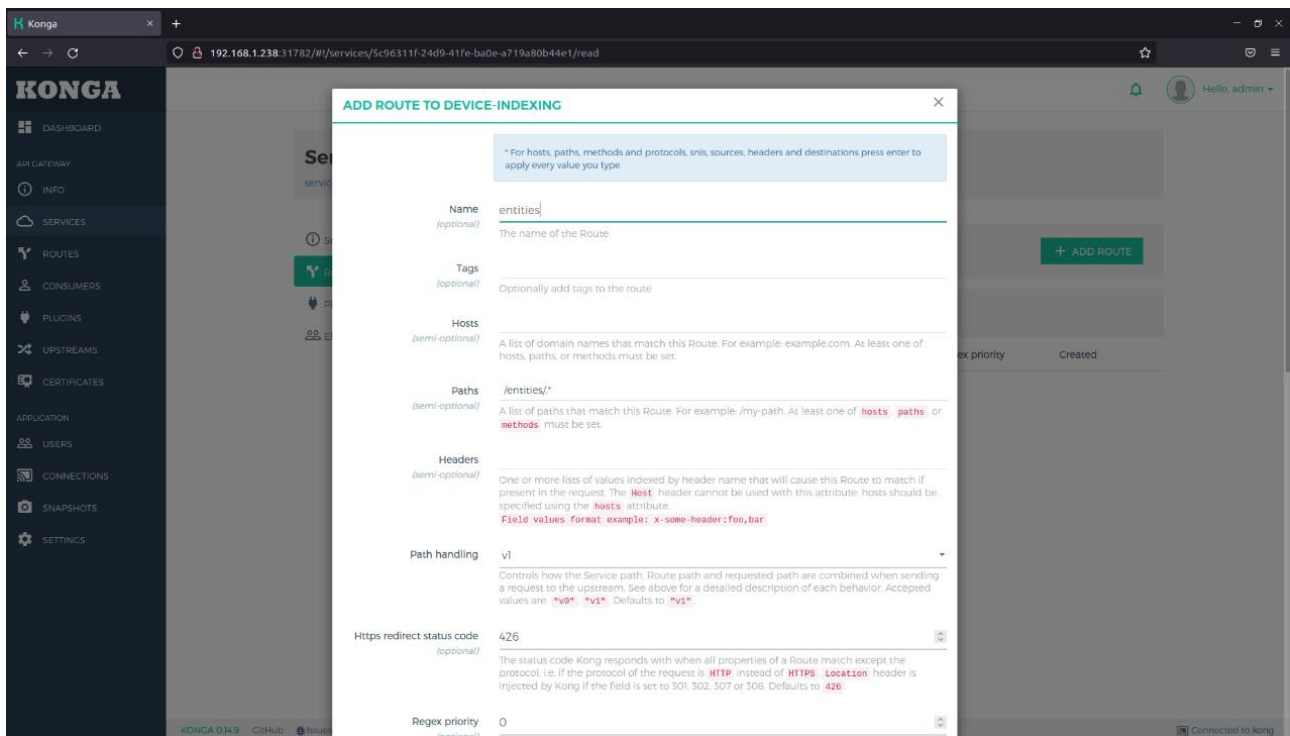 Konga
192.168.1.238:31782/#!/services/5c96311f-24d9-41fe-ba0e-a719a80b44e1/read
KONGA
Hello, admin
DASHBOARD
API GATEWAY
INFO
SERVICES
ROUTES
CONSUMERS
PLUGINS
UPSTREAMS
CERTIFICATES
APPLICATION
USERS
CONNECTIONS
SNAPSHOTS
SETTINGS
Ser
servic
+ ADD ROUTE
ex priority
Created
ADD ROUTE TO DEVICE-INDEXING
* For hosts, paths, methods and protocols, snis, sources, headers and destinations press enter to
apply every value you type
Name
(optional)
entities
The name of the Route.
Tags
(optional)
Optionally add tags to the route
Hosts
(semi-optional)
A list of domain names that match this Route. For example: example.com. At least one of
hosts, paths, or methods must be set.
Paths
(semi-optional)
/entities/.*
A list of paths that match this Route. For example: /my-path. At least one of hosts, paths, or
methods must be set.
Headers
(semi-optional)
One or more lists of values indexed by header name that will cause this Route to match if
present in the request. The Host header cannot be used with this attribute: hosts should be
specified using the hosts attribute.
Field values format example: x-some-header:foo,bar
Path handling
v1
Controls how the Service path, Route path and requested path are combined when sending
a request to the upstream. See above for a detailed description of each behavior. Accepted
values are: "v0", "v1". Defaults to "v1".
Https redirect status code
(optional)
426
The status code Kong responds with when all properties of a Route match except the
protocol, i.e. if the protocol of the request is HTTP instead of HTTPS. Location header is
injected by Kong if the field is set to 301, 302, 307 or 308. Defaults to 426.
Regex priority
(optional)
0
KONGA 0.14.9
GitHub
Issues
Connected to kong